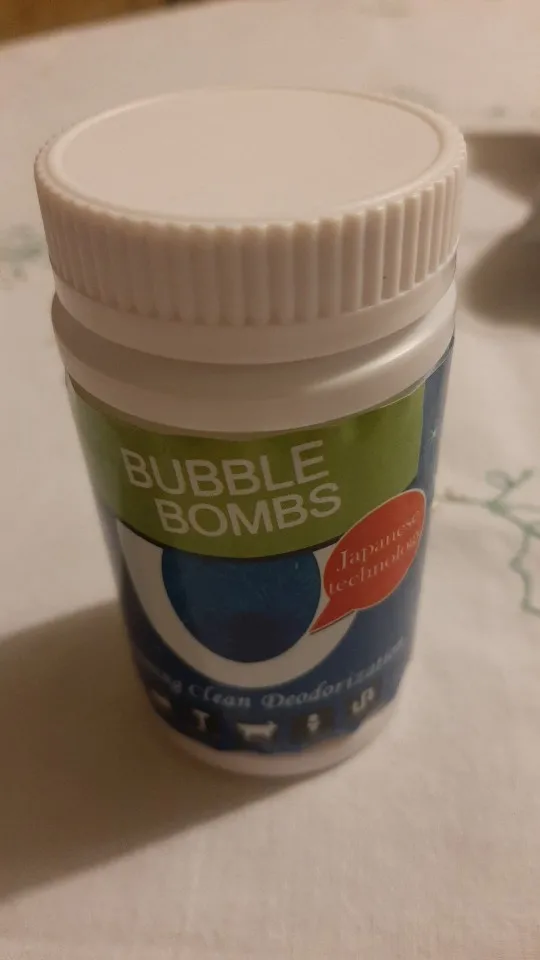 BUBBLE
BOMBS
Japanese
technology
Clean Deodorization